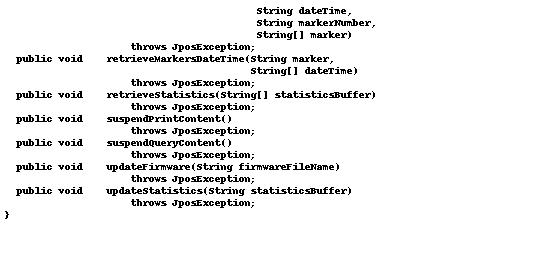 String dateTime,
String markerNumber,
String[] marker)
throws JposException;
public void retrieveMarkersDateTime(String marker,
String[] dateTime)
throws JposException;
public void retrieveStatistics(String[] statisticsBuffer)
throws JposException;
public void suspendPrintContent()
throws JposException;
public void suspendQueryContent()
throws JposException;
public void updateFirmware(String firmwareFileName)
throws JposException;
public void updateStatistics(String statisticsBuffer)
throws JposException;
}